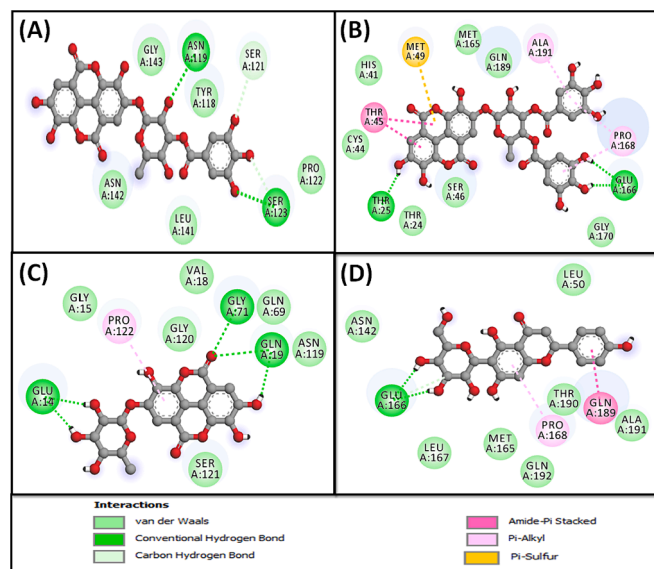 (A)
GLY
A:143
ASN
A:119
SER
A:121
TYR
A:118
PRO
A:122
ASN
A:142
SER
A:123
LEU
A:141
(B)
MET
A:165
MET
A:49
ALA
A:191
GLN
A:189
HIS
A:41
THR
A:45
CYS
A:44
PRO
A:168
SER
A:46
GLU
A:166
THR
A:25
THR
A:24
GLY
A:170
(C)
VAL
A:18
GLY
A:15
GLY
A:71
GLN
A:69
PRO
A:122
GLY
A:120
GLN
A:19
ASN
A:119
GLU
A:14
SER
A:121
(D)
LEU
A:50
ASN
A:142
GLU
A:166
THR
A:190
GLN
A:189
ALA
A:191
PRO
A:168
LEU
A:167
MET
A:165
GLN
A:192
Interactions
van der Waals
Conventional Hydrogen Bond
Carbon Hydrogen Bond
Amide-Pi Stacked
Pi-Alkyl
Pi-Sulfur